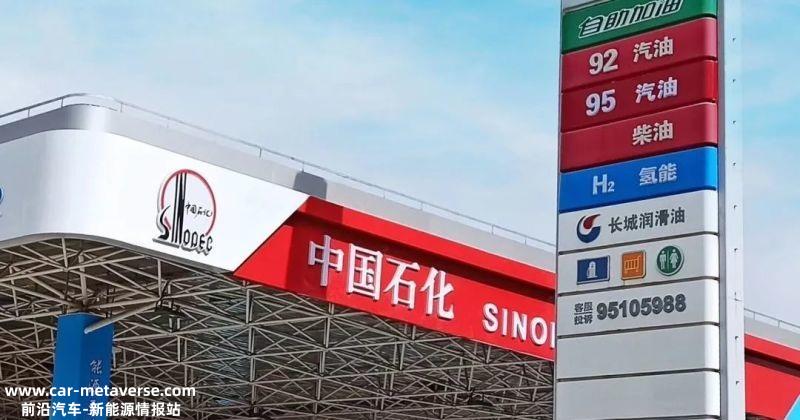 自助加油
92 汽油
95 汽油
柴油
H₂ 氢能
长城润滑油
客服
投诉 95105988
中国石化
SINOPEC
中国石化 SINO
能
www.car-metaverse.com
前沿汽车-新能源情报站